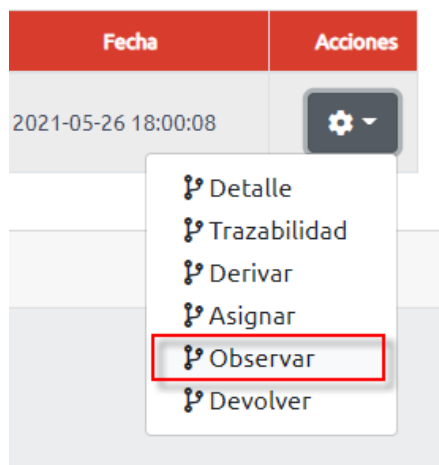 Fecha Acciones
2021-05-26 18:00:08
Detalle
Trazabilidad
Derivar
Asignar
Observar
Devolver